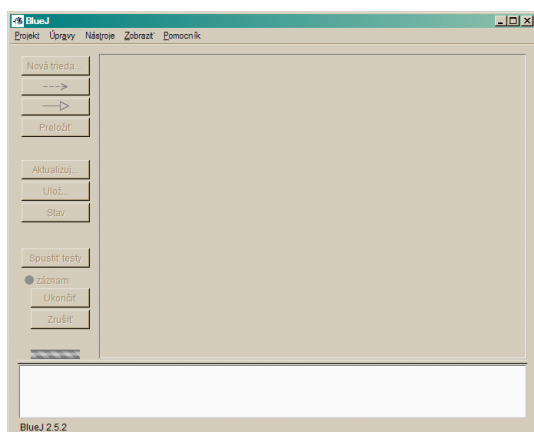 BlueJ
Projekt Úpravy Nástroje Zobraziť Pomocník
Nová trieda...
--->
Preložiť
Aktualizuj...
Ulož...
Stav
Spustiť testy
záznam
Ukončiť
Zrušiť
BlueJ 2.5.2